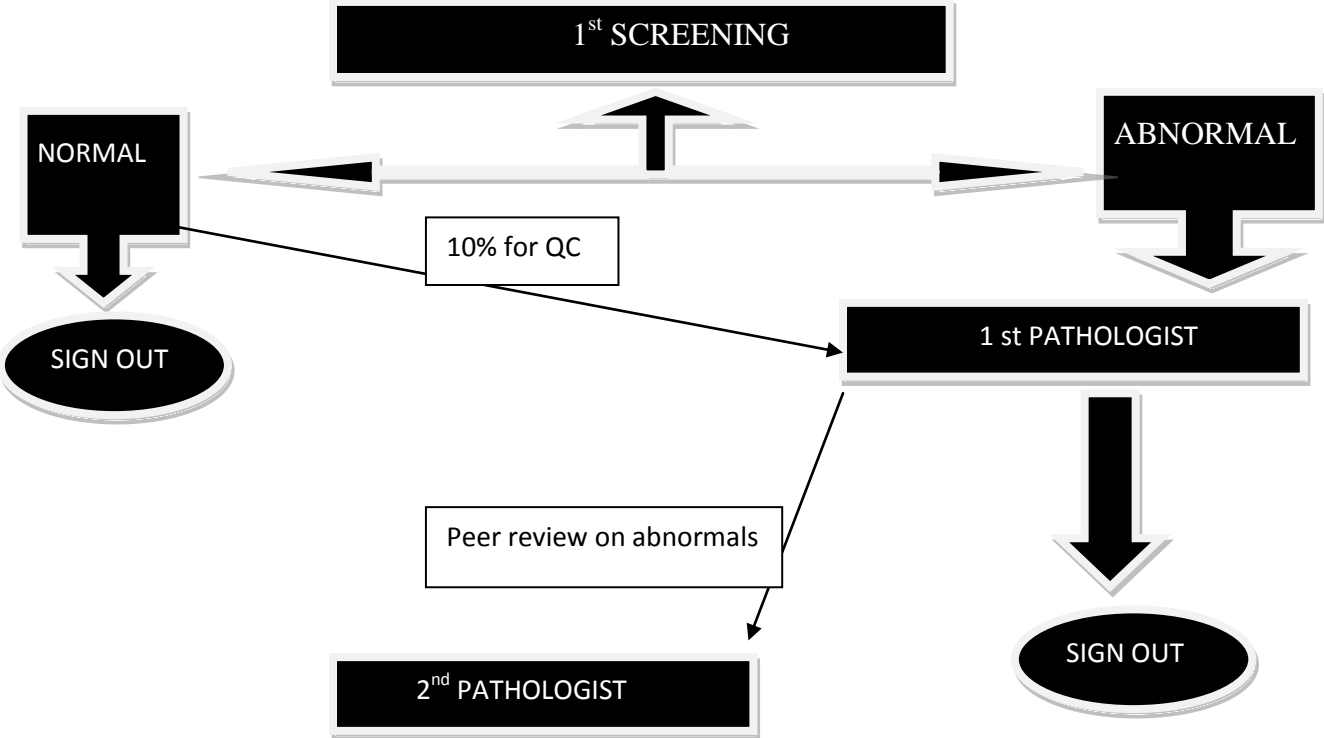 1st SCREENING
NORMAL
ABNORMAL
10% for QC
1 st PATHOLOGIST
SIGN OUT
Peer review on abnormals
SIGN OUT
2nd PATHOLOGIST